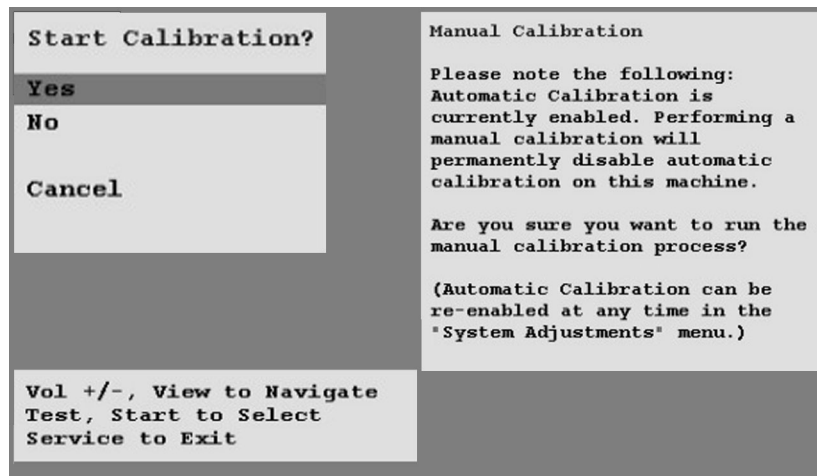 Start Calibration?
Yes
No
Cancel
Manual Calibration
Please note the following:
Automatic Calibration is
currently enabled. Performing a
manual calibration will
permanently disable automatic
calibration on this machine.
Are you sure you want to run the
manual calibration process?
(Automatic Calibration can be
re-enabled at any time in the
"System Adjustments" menu.)
Vol +/-, View to Navigate
Test, Start to Select
Service to Exit